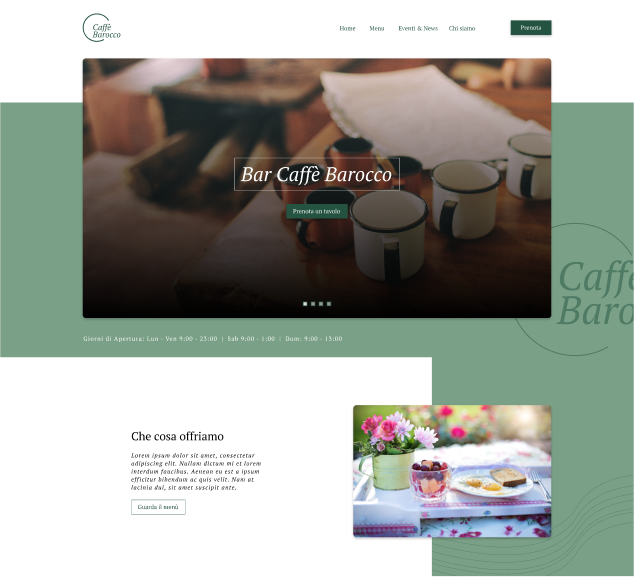 Caffè
Barocco
Home Menu Eventi & News Chi siamo Prenota
Bar Caffè Barocco
Prenota un tavolo
Caffè
Baro
Giorni di Apertura: Lun - Ven 9:00 - 23:00 | Sab 9:00 - 1:00 | Dom: 9:00 - 13:00
Che cosa offriamo
Lorem ipsum dolor sit amet, consectetur
adipiscing elit. Nullam dictum mi et lorem
interdum faucibus. Aenean eu est a ipsum
efficitur bibendum ac quis velit. Nam at
lacinia dui, sit amet suscipit ante.
Guarda il menù